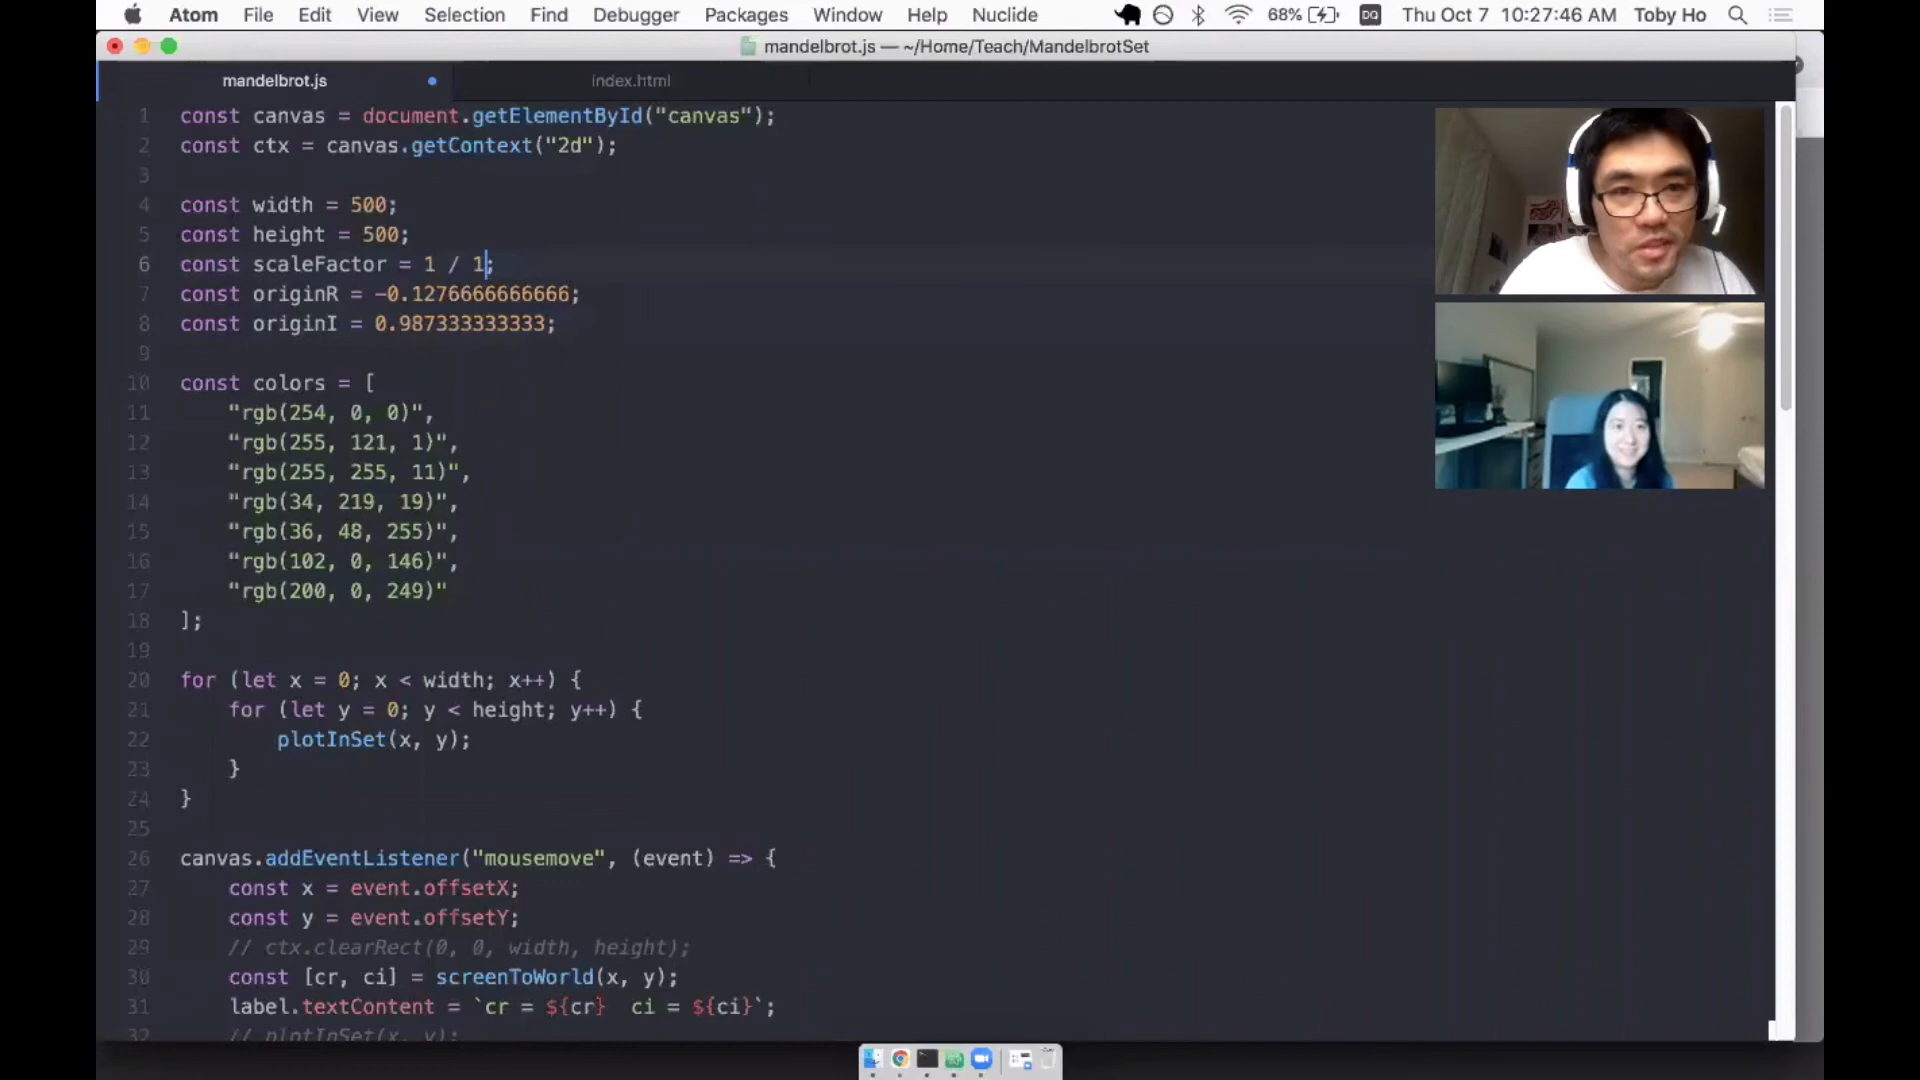 Atom File Edit View Selection Find Debugger Packages Window Help Nuclide 68% DQ Thu Oct 7 10:27:46 AM Toby Ho
mandelbrot.js — ~/Home/Teach/MandelbrotSet
mandelbrot.js index.html
1 const canvas = document.getElementById("canvas");
2 const ctx = canvas.getContext("2d");
3
4 const width = 500;
5 const height = 500;
6 const scaleFactor = 1 / 1;
7 const originR = -0.1276666666666;
8 const originI = 0.987333333333;
9
10 const colors = [
11 "rgb(254, 0, 0)",
12 "rgb(255, 121, 1)",
13 "rgb(255, 255, 11)",
14 "rgb(34, 219, 19)",
15 "rgb(36, 48, 255)",
16 "rgb(102, 0, 146)",
17 "rgb(200, 0, 249)"
18 ];
19
20 for (let x = 0; x < width; x++) {
21 for (let y = 0; y < height; y++) {
22 plotInSet(x, y);
23 }
24 }
25
26 canvas.addEventListener("mousemove", (event) => {
27 const x = event.offsetX;
28 const y = event.offsetY;
29 // ctx.clearRect(0, 0, width, height);
30 const [cr, ci] = screenToWorld(x, y);
31 label.textContent = `cr = ${cr}  ci = ${ci}`;
32 // plotInSet(x, y);